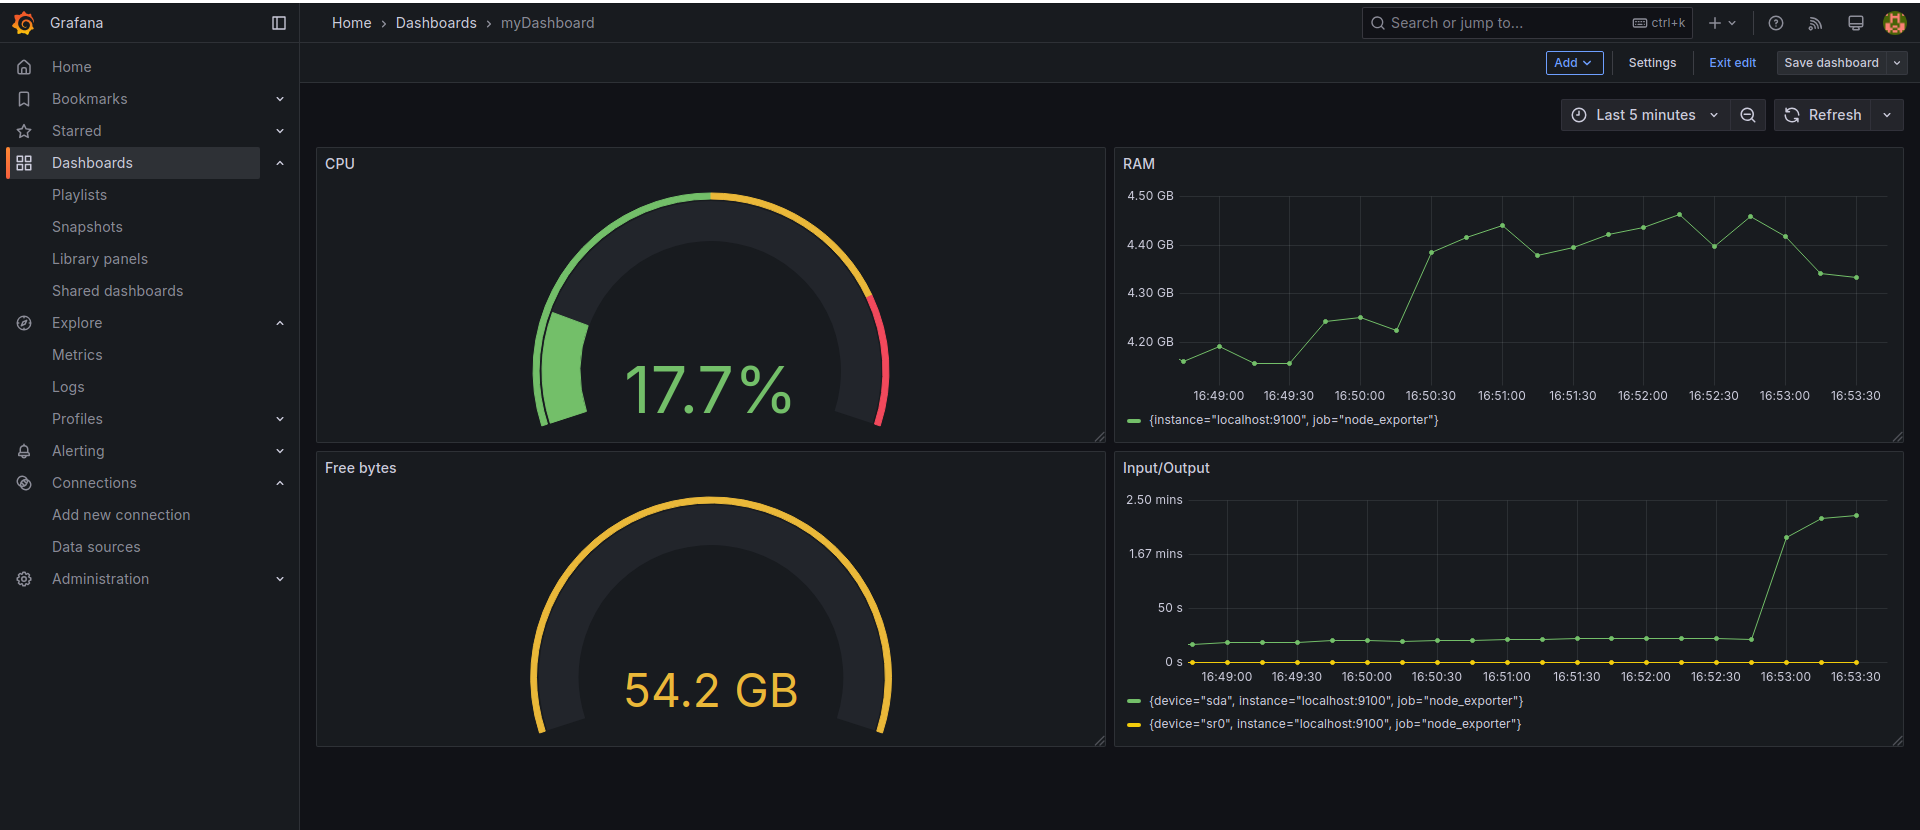 Grafana
Home › Dashboards › myDashboard
Search or jump to...
ctrl+k
Add
Settings
Exit edit
Save dashboard
Home
Bookmarks
Starred
Dashboards
Playlists
Snapshots
Library panels
Shared dashboards
Explore
Metrics
Logs
Profiles
Alerting
Connections
Add new connection
Data sources
Administration
Last 5 minutes
Refresh
CPU
17.7%
RAM
4.50 GB
4.40 GB
4.30 GB
4.20 GB
16:49:00 16:49:30 16:50:00 16:50:30 16:51:00 16:51:30 16:52:00 16:52:30 16:53:00 16:53:30
{instance="localhost:9100", job="node_exporter"}
Free bytes
54.2 GB
Input/Output
2.50 mins
1.67 mins
50 s
0 s
16:49:00 16:49:30 16:50:00 16:50:30 16:51:00 16:51:30 16:52:00 16:52:30 16:53:00 16:53:30
{device="sda", instance="localhost:9100", job="node_exporter"}
{device="sr0", instance="localhost:9100", job="node_exporter"}